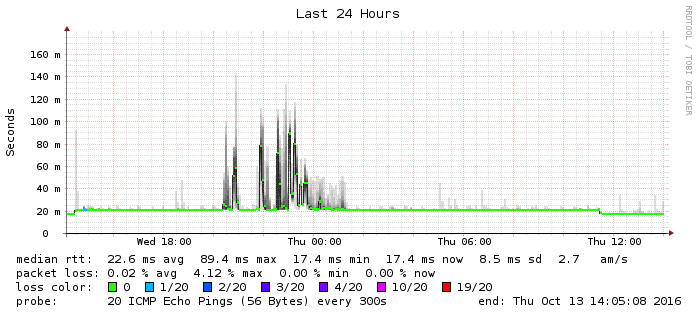 Last 24 Hours
RRDTOOL / TOBI OETIKER
Seconds
160 m
140 m
120 m
100 m
80 m
60 m
40 m
20 m
0
Wed 18:00 Thu 00:00 Thu 06:00 Thu 12:00
median rtt: 22.6 ms avg 89.4 ms max 17.4 ms min 17.4 ms now 8.5 ms sd 2.7 am/s
packet loss: 0.02 % avg 4.12 % max 0.00 % min 0.00 % now
loss color: 0 1/20 2/20 3/20 4/20 10/20 19/20
probe: 20 ICMP Echo Pings (56 Bytes) every 300s end: Thu Oct 13 14:05:08 2016